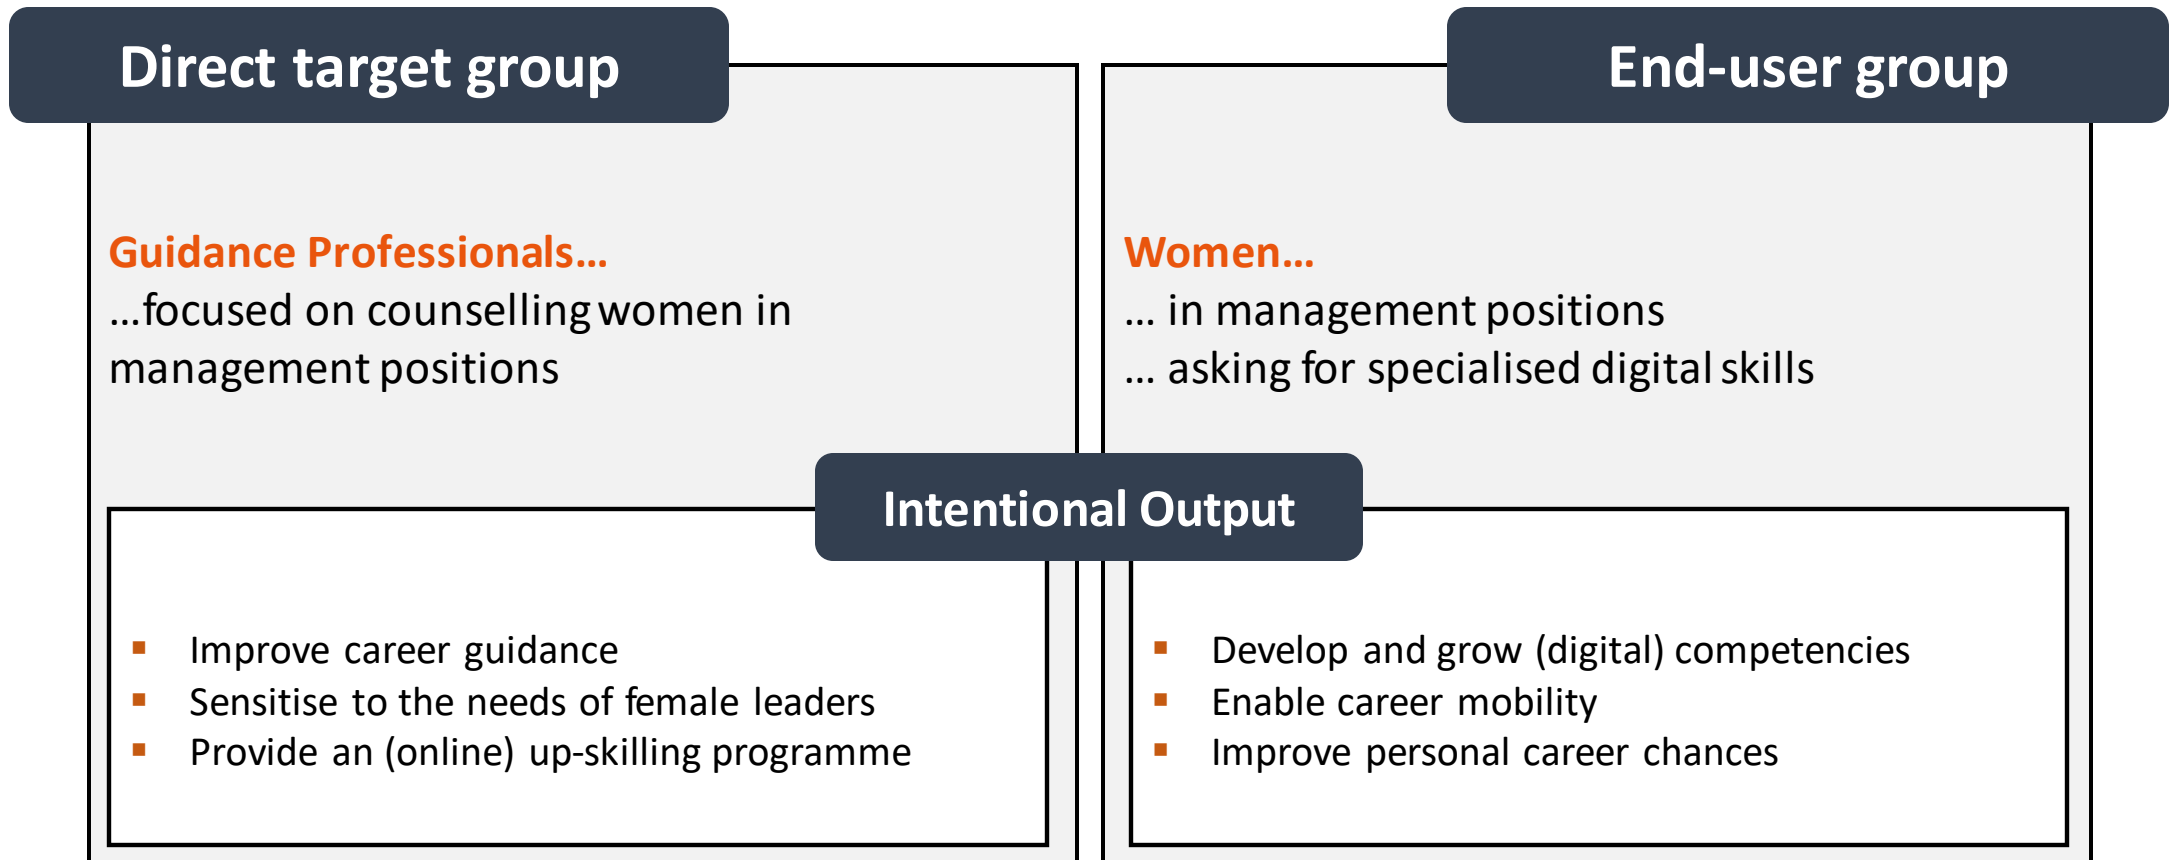 Direct target group
Guidance Professionals...
...focused on counselling women in
management positions
End-user group
Women...
... in management positions
... asking for specialised digital skills
Intentional Output
▪ Improve career guidance
▪ Sensitise to the needs of female leaders
▪ Provide an (online) up-skilling programme
▪ Develop and grow (digital) competencies
▪ Enable career mobility
▪ Improve personal career chances